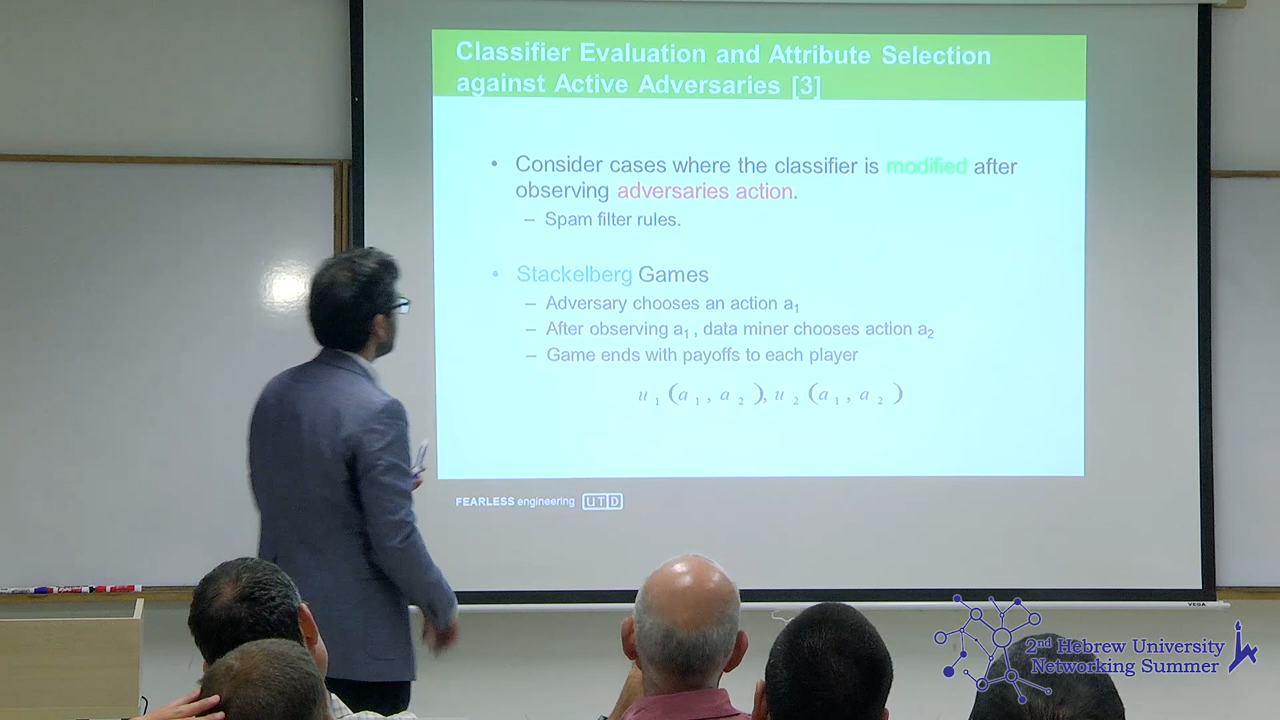 Classifier Evaluation and Attribute Selection
against Active Adversaries [3]
• Consider cases where the classifier is modified after
observing adversaries action.
– Spam filter rules.
• Stackelberg Games
– Adversary chooses an action a₁
– After observing a₁ , data miner chooses action a₂
– Game ends with payoffs to each player
u₁ (a₁ , a₂ ), u₂ (a₁ , a₂ )
FEARLESS engineering UTD
VEGA
2nd Hebrew University
Networking Summer